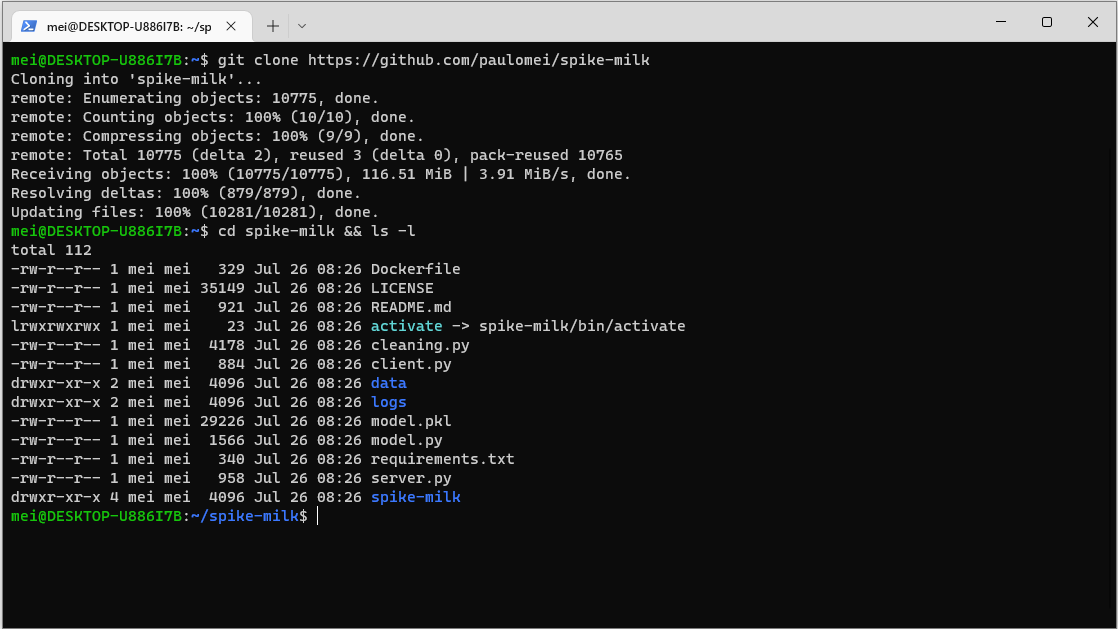 mei@DESKTOP-U886I7B: ~/sp
mei@DESKTOP-U886I7B:~$ git clone https://github.com/paulomei/spike-milk
Cloning into 'spike-milk'...
remote: Enumerating objects: 10775, done.
remote: Counting objects: 100% (10/10), done.
remote: Compressing objects: 100% (9/9), done.
remote: Total 10775 (delta 2), reused 3 (delta 0), pack-reused 10765
Receiving objects: 100% (10775/10775), 116.51 MiB | 3.91 MiB/s, done.
Resolving deltas: 100% (879/879), done.
Updating files: 100% (10281/10281), done.
mei@DESKTOP-U886I7B:~$ cd spike-milk && ls -l
total 112
-rw-r--r-- 1 mei mei   329 Jul 26 08:26 Dockerfile
-rw-r--r-- 1 mei mei 35149 Jul 26 08:26 LICENSE
-rw-r--r-- 1 mei mei   921 Jul 26 08:26 README.md
lrwxrwxrwx 1 mei mei    23 Jul 26 08:26 activate -> spike-milk/bin/activate
-rw-r--r-- 1 mei mei  4178 Jul 26 08:26 cleaning.py
-rw-r--r-- 1 mei mei   884 Jul 26 08:26 client.py
drwxr-xr-x 2 mei mei  4096 Jul 26 08:26 data
drwxr-xr-x 2 mei mei  4096 Jul 26 08:26 logs
-rw-r--r-- 1 mei mei 29226 Jul 26 08:26 model.pkl
-rw-r--r-- 1 mei mei  1566 Jul 26 08:26 model.py
-rw-r--r-- 1 mei mei   340 Jul 26 08:26 requirements.txt
-rw-r--r-- 1 mei mei   958 Jul 26 08:26 server.py
drwxr-xr-x 4 mei mei  4096 Jul 26 08:26 spike-milk
mei@DESKTOP-U886I7B:~/spike-milk$